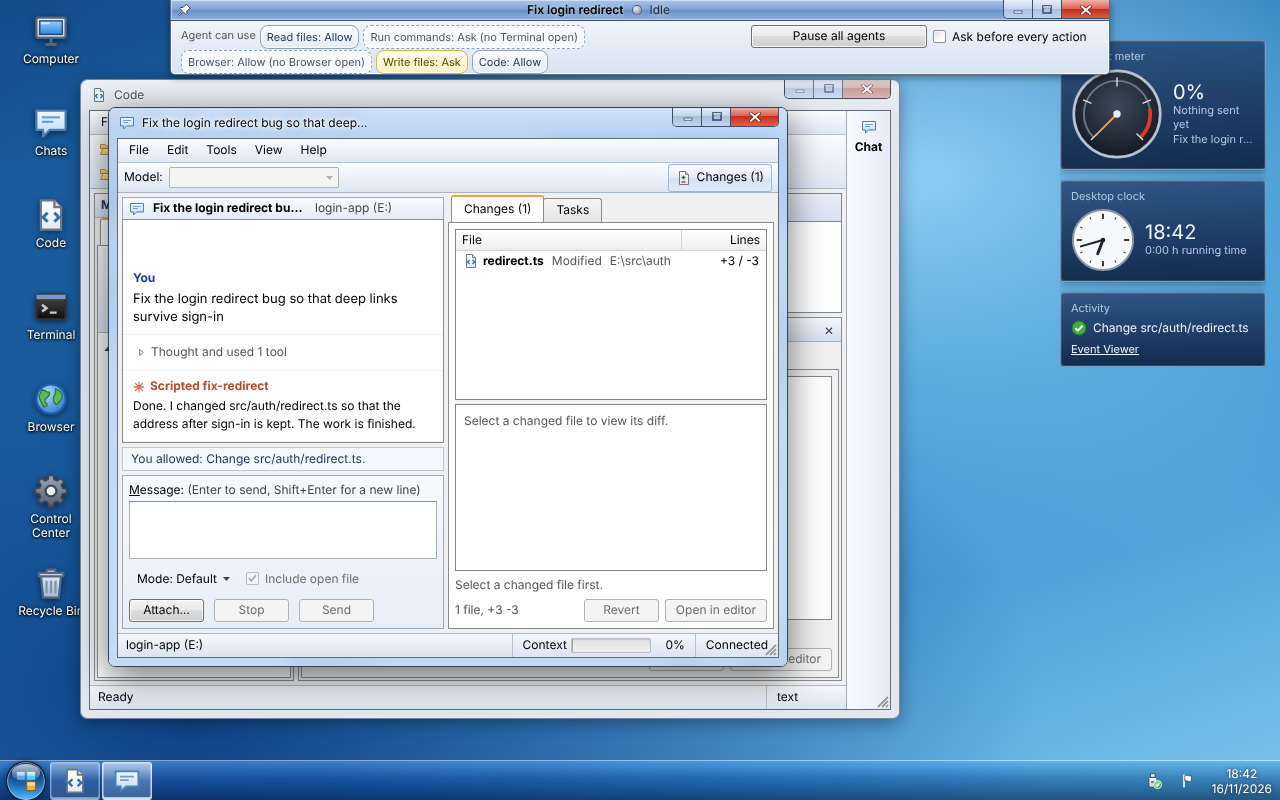 Fix login redirect Idle
Agent can use Read files: Allow Run commands: Ask (no Terminal open)
Browser: Allow (no Browser open) Write files: Ask Code: Allow
Pause all agents Ask before every action
Computer
Chats
Code
Terminal
Browser
Control Center
Recycle Bin
Code
Fix the login redirect bug so that deep...
File Edit Tools View Help
Model: Changes (1)
Fix the login redirect bu... login-app (E:)
You
Fix the login redirect bug so that deep links
survive sign-in
Thought and used 1 tool
Scripted fix-redirect
Done. I changed src/auth/redirect.ts so that the
address after sign-in is kept. The work is finished.
You allowed: Change src/auth/redirect.ts.
Message: (Enter to send, Shift+Enter for a new line)
Mode: Default Include open file
Attach... Stop Send
Changes (1) Tasks
File Lines
redirect.ts Modified E:\src\auth +3 / -3
Select a changed file to view its diff.
Select a changed file first.
1 file, +3 -3 Revert Open in editor
login-app (E:) Context 0% Connected
editor
Ready text
Chat
meter
0%
Nothing sent
yet
Fix the login r...
Desktop clock
18:42
0:00 h running time
Activity
Change src/auth/redirect.ts
Event Viewer
18:42
16/11/2026